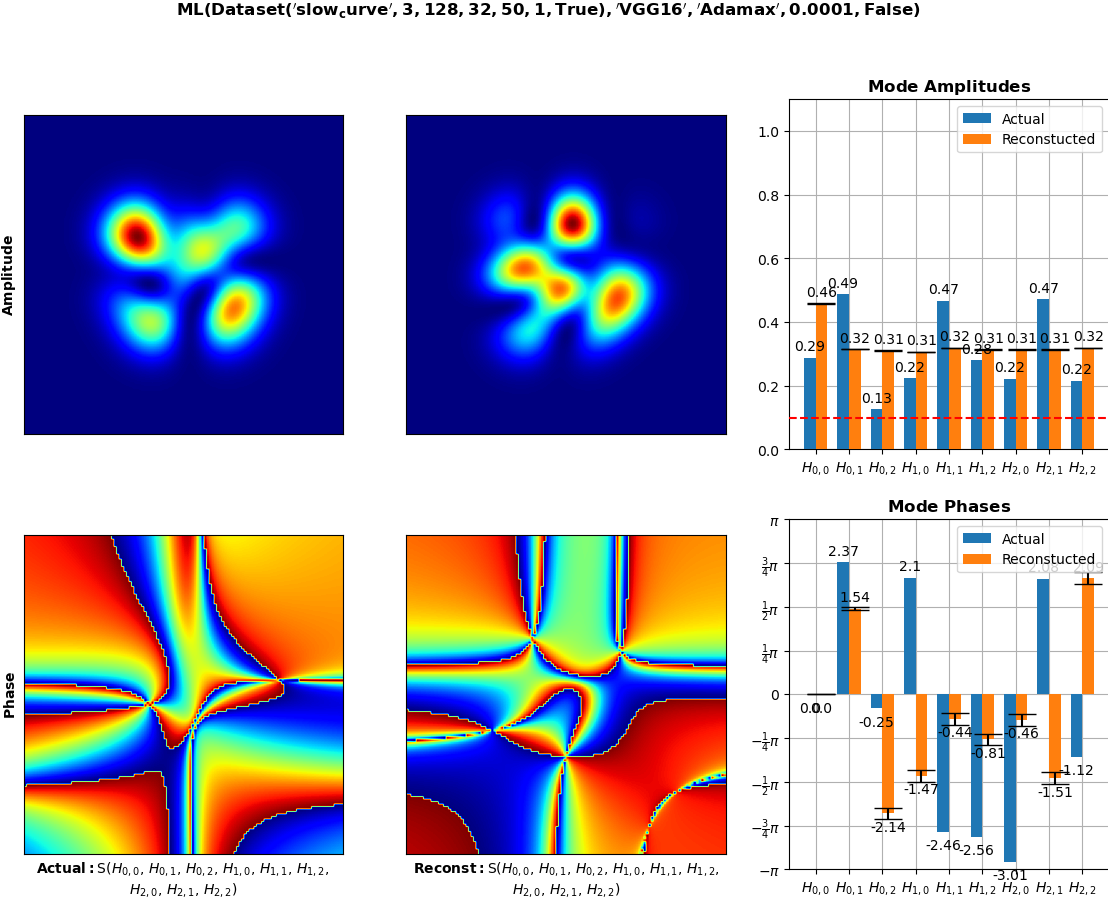 ML(Dataset('slow_curve', 3, 128, 32, 50, 1, True), 'VGG16', 'Adamax', 0.0001, False)
Amplitude
Mode Amplitudes
Actual
Reconstucted
1.0
0.8
0.6
0.4
0.2
0.0
0.29 0.49 0.13 0.22 0.47 0.28 0.22 0.47 0.22
0.46 0.32 0.31 0.31 0.32 0.31 0.31 0.31 0.32
H0,0 H0,1 H0,2 H1,0 H1,1 H1,2 H2,0 H2,1 H2,2
Phase
Actual: S(H0,0, H0,1, H0,2, H1,0, H1,1, H1,2,
H2,0, H2,1, H2,2)
Reconst: S(H0,0, H0,1, H0,2, H1,0, H1,1, H1,2,
H2,0, H2,1, H2,2)
Mode Phases
Actual
Reconstucted
π
3/4π
1/2π
1/4π
0
−1/4π
−1/2π
−3/4π
−π
0.0 2.37 -0.25 2.1 -2.46 -2.56 -3.01 2.08 -1.12
0.0 1.54 -2.14 -1.47 -0.44 -0.81 -0.46 -1.51 2.09
H0,0 H0,1 H0,2 H1,0 H1,1 H1,2 H2,0 H2,1 H2,2